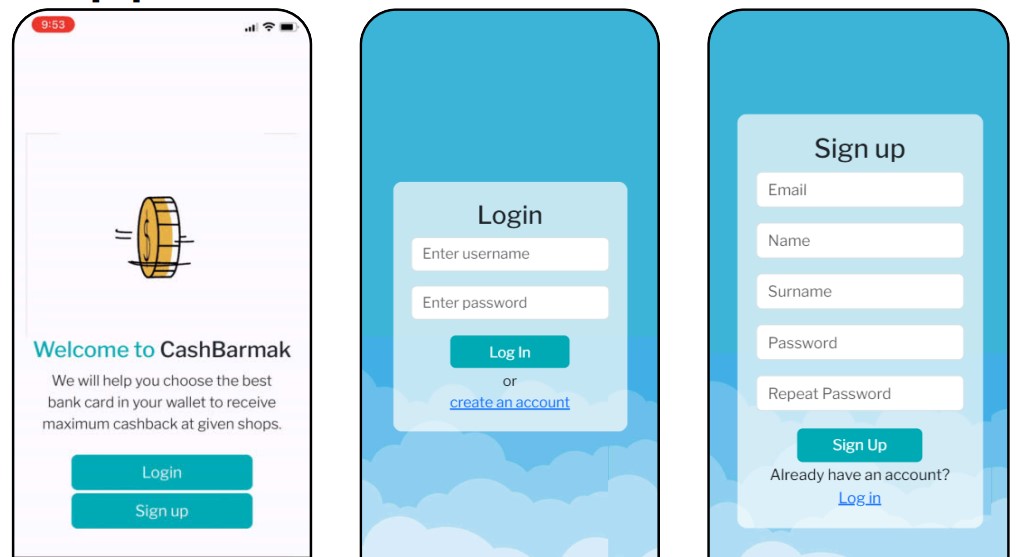 9:53
Welcome to CashBarmak
We will help you choose the best
bank card in your wallet to receive
maximum cashback at given shops.
Login
Sign up
Login
Enter username
Enter password
Log In
or
create an account
Sign up
Email
Name
Surname
Password
Repeat Password
Sign Up
Already have an account?
Log in